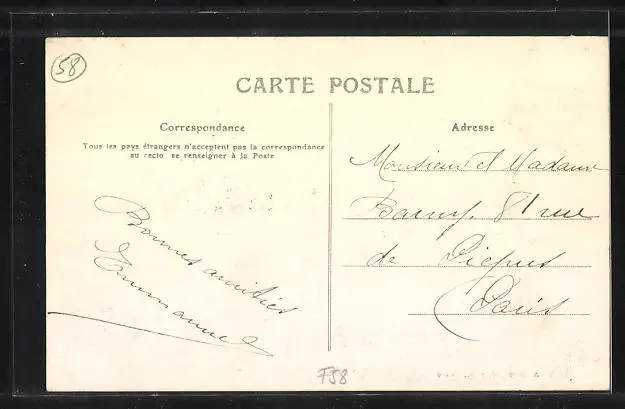 58
CARTE POSTALE
Correspondance
Tous les pays étrangers n'acceptent pas la correspondance
au recto se renseigner à la Poste
Bonnes amitiés
Emmanuel
Adresse
Monsieur et Madame
Barny, 81 rue
de Picpus
Paris
F58